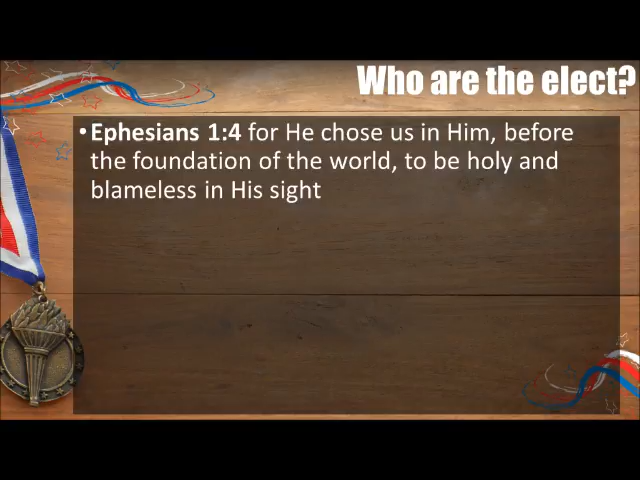 Who are the elect?
•Ephesians 1:4 for He chose us in Him, before
the foundation of the world, to be holy and
blameless in His sight